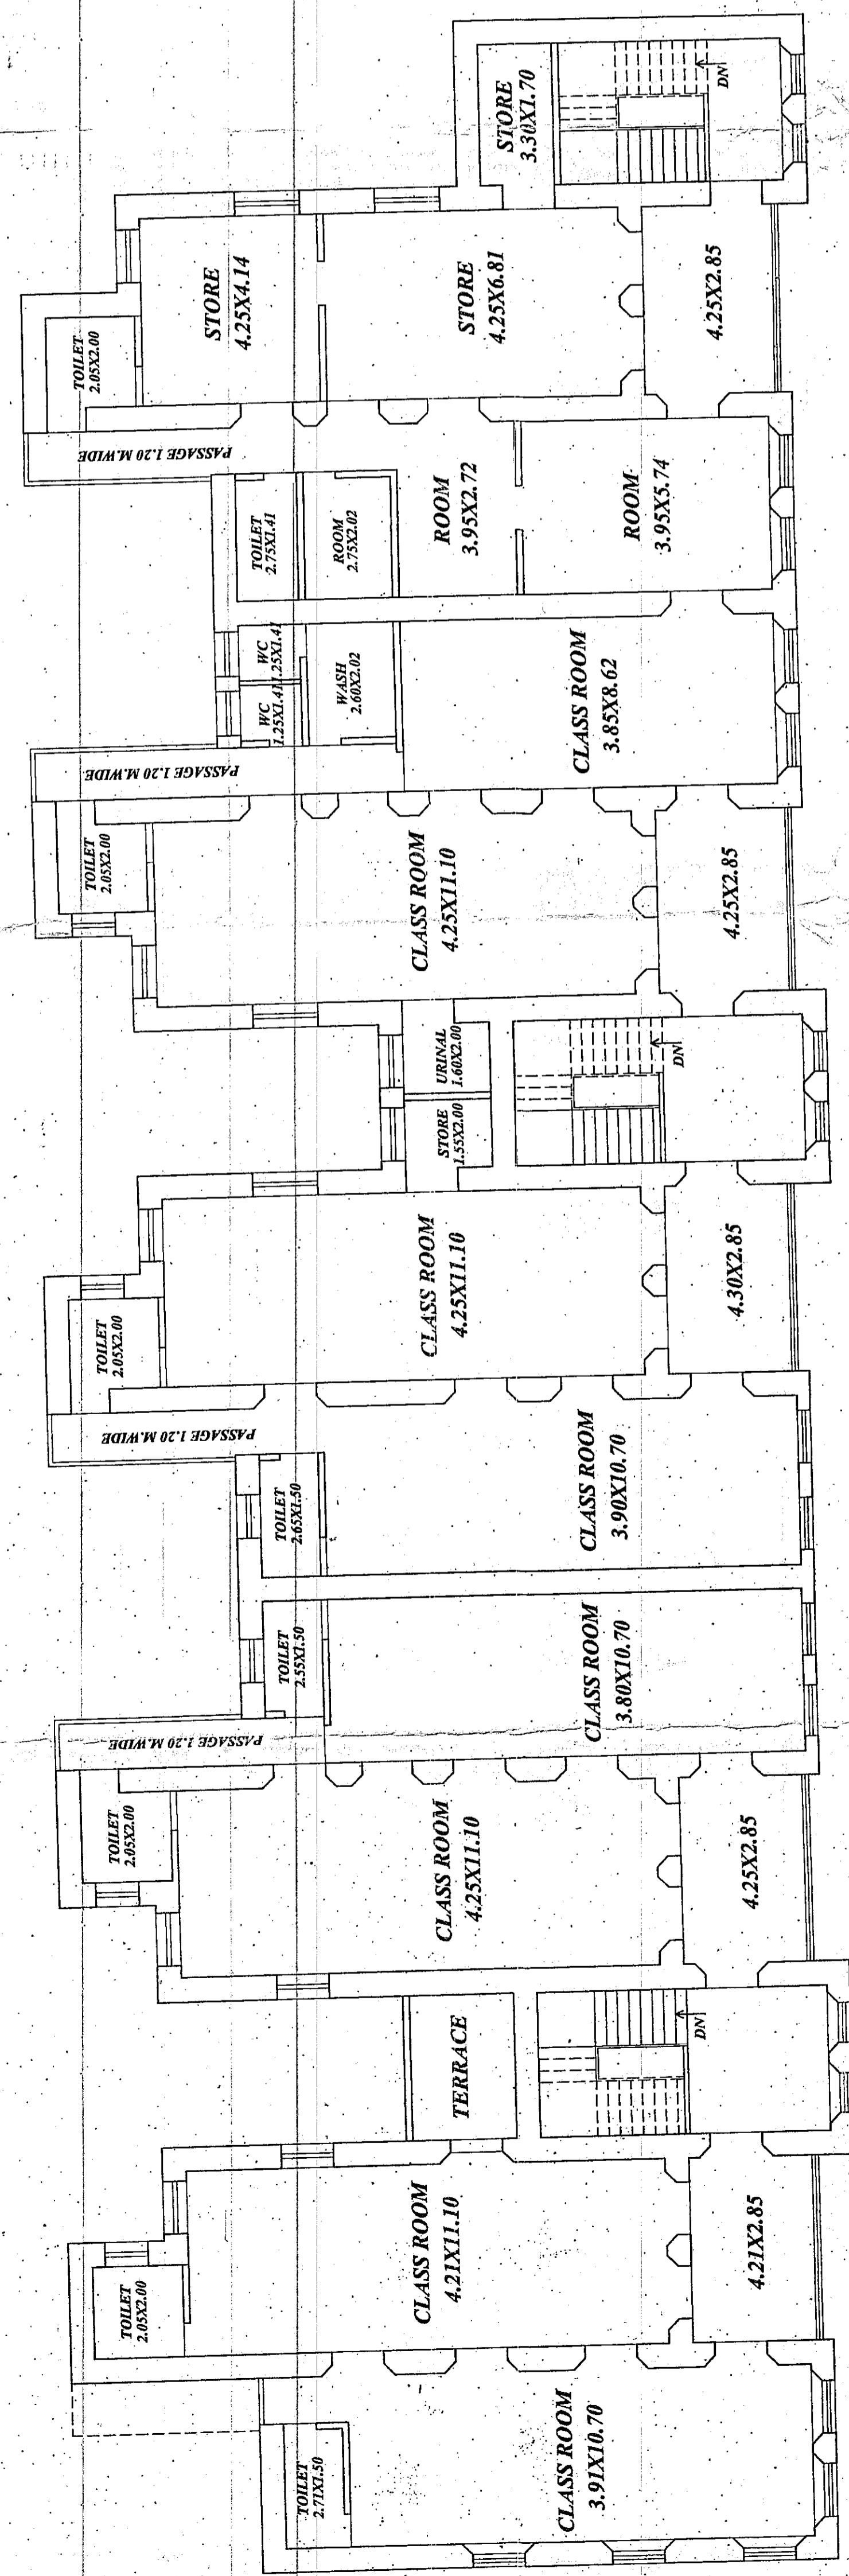 STORE
3.30X1.70
DN
STORE
4.25X4.14
STORE
4.25X6.81
4.25X2.85
TOILET
2.05X2.00
PASSAGE 1.20 M.WIDE
TOILET
2.75X1.41
ROOM
2.75X2.02
ROOM
3.95X2.72
ROOM
3.95X5.74
WC
1.25X1.41
WC
1.25X1.41
WASH
2.60X2.02
CLASS ROOM
3.85X8.62
PASSAGE 1.20 M.WIDE
TOILET
2.05X2.00
CLASS ROOM
4.25X11.10
4.25X2.85
URINAL
1.60X2.00
STORE
1.55X2.00
DN
CLASS ROOM
4.25X11.10
4.30X2.85
TOILET
2.05X2.00
PASSAGE 1.20 M.WIDE
TOILET
2.65X1.50
CLASS ROOM
3.90X10.70
TOILET
2.55X1.50
CLASS ROOM
3.80X10.70
PASSAGE 1.20 M.WIDE
TOILET
2.05X2.00
CLASS ROOM
4.25X11.10
4.25X2.85
TERRACE
DN
CLASS ROOM
4.21X11.10
4.21X2.85
TOILET
2.05X2.00
TOILET
2.71X1.50
CLASS ROOM
3.91X10.70